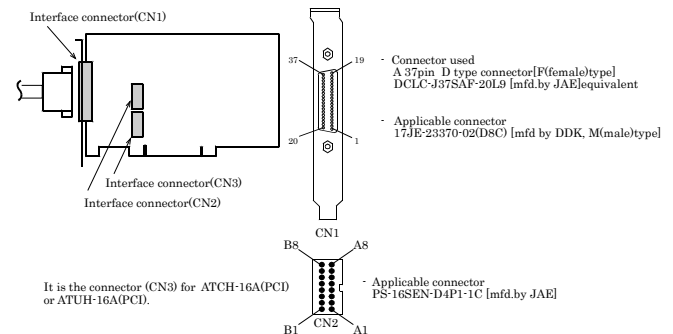 Interface connector(CN1)
37
19
- Connector used
A 37pin D type connector[F(female)type]
DCLC-J37SAF-20L9 [mfd.by JAE]equivalent
- Applicable connector
17JE-23370-02(D8C) [mfd by DDK, M(male)type]
20
1
Interface connector(CN3)
Interface connector(CN2)
CN1
B8
A8
It is the connector (CN3) for ATCH-16A(PCI)
or ATUH-16A(PCI).
- Applicable connector
PS-16SEN-D4P1-1C [mfd.by JAE]
B1
CN2
A1